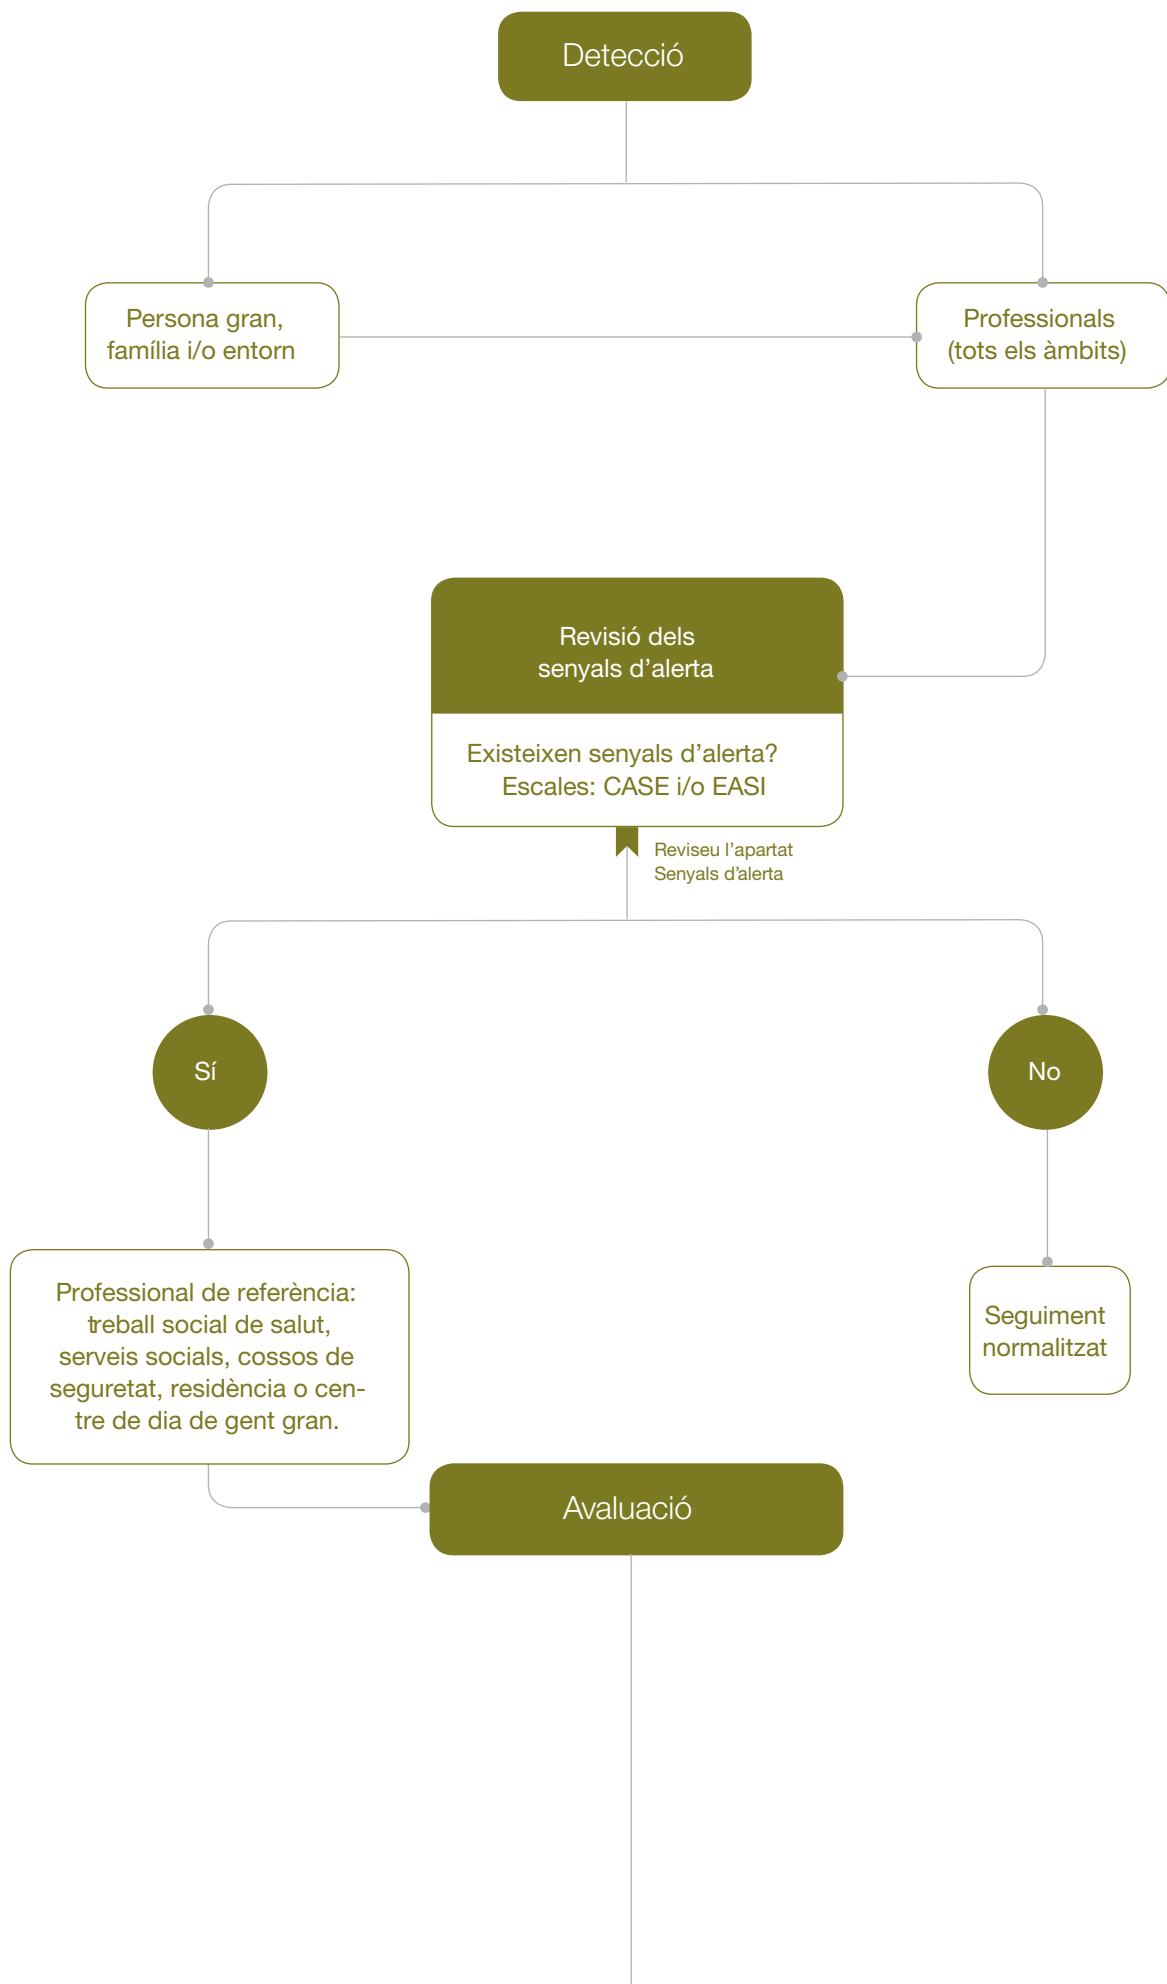 Detecció
Persona gran,
família i/o entorn
Professionals
(tots els àmbits)
Revisió dels
senyals d’alerta
Existeixen senyals d’alerta?
Escales: CASE i/o EASI
Reviseu l’apartat
Senyals d’alerta
Sí
No
Professional de referència:
treball social de salut,
serveis socials, cossos de
seguretat, residència o cen-
tre de dia de gent gran.
Seguiment
normalitzat
Avaluació